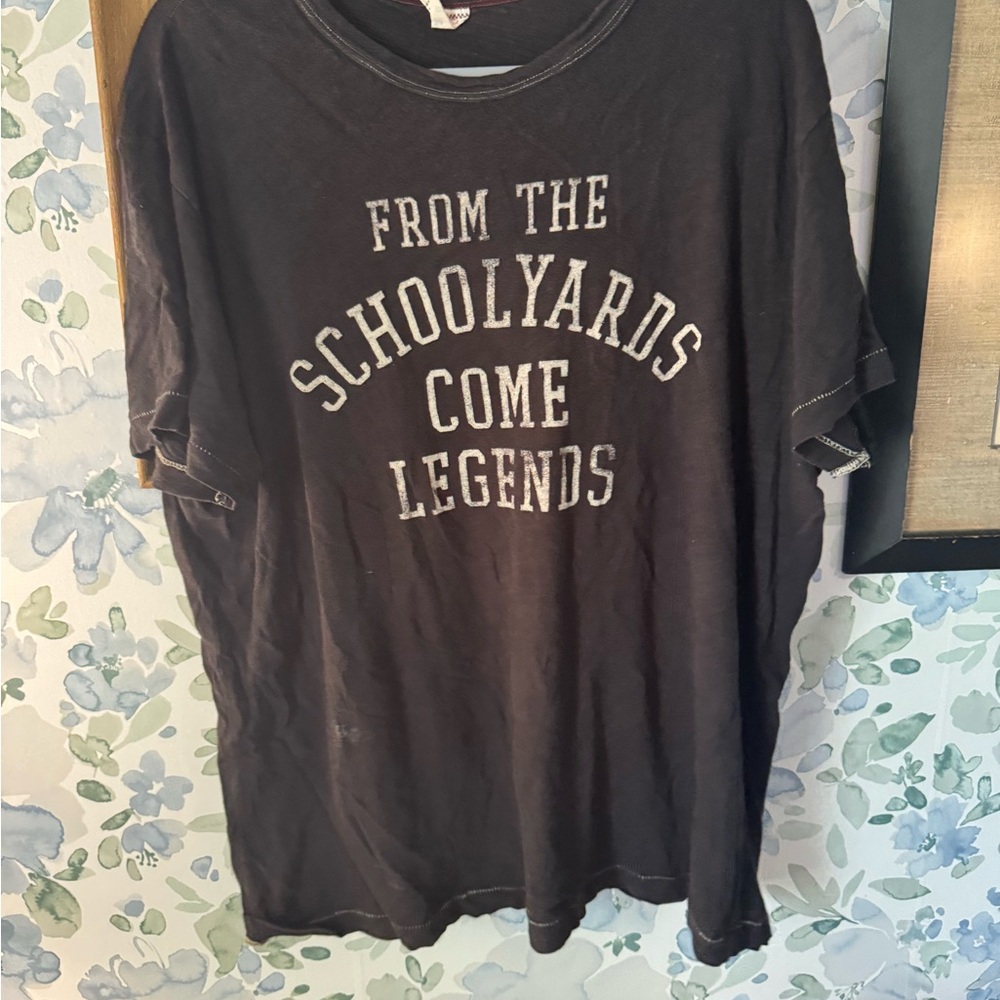 FROM THE
SCHOOLYARDS
COME
LEGENDS